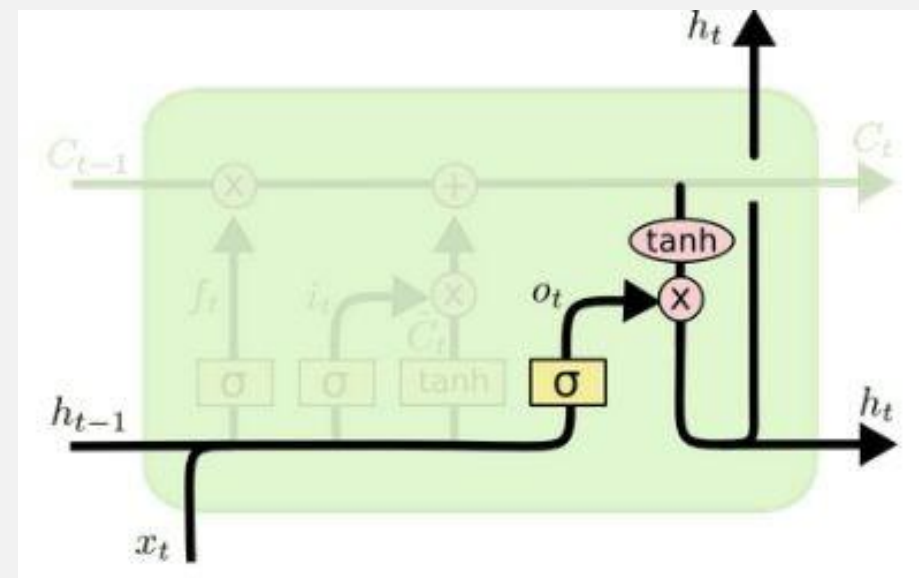 h_t
C_{t-1}
C_t
x
+
tanh
f_t
i_t
x
o_t
x
C̃_t
σ
σ
tanh
σ
h_{t-1}
h_t
x_t